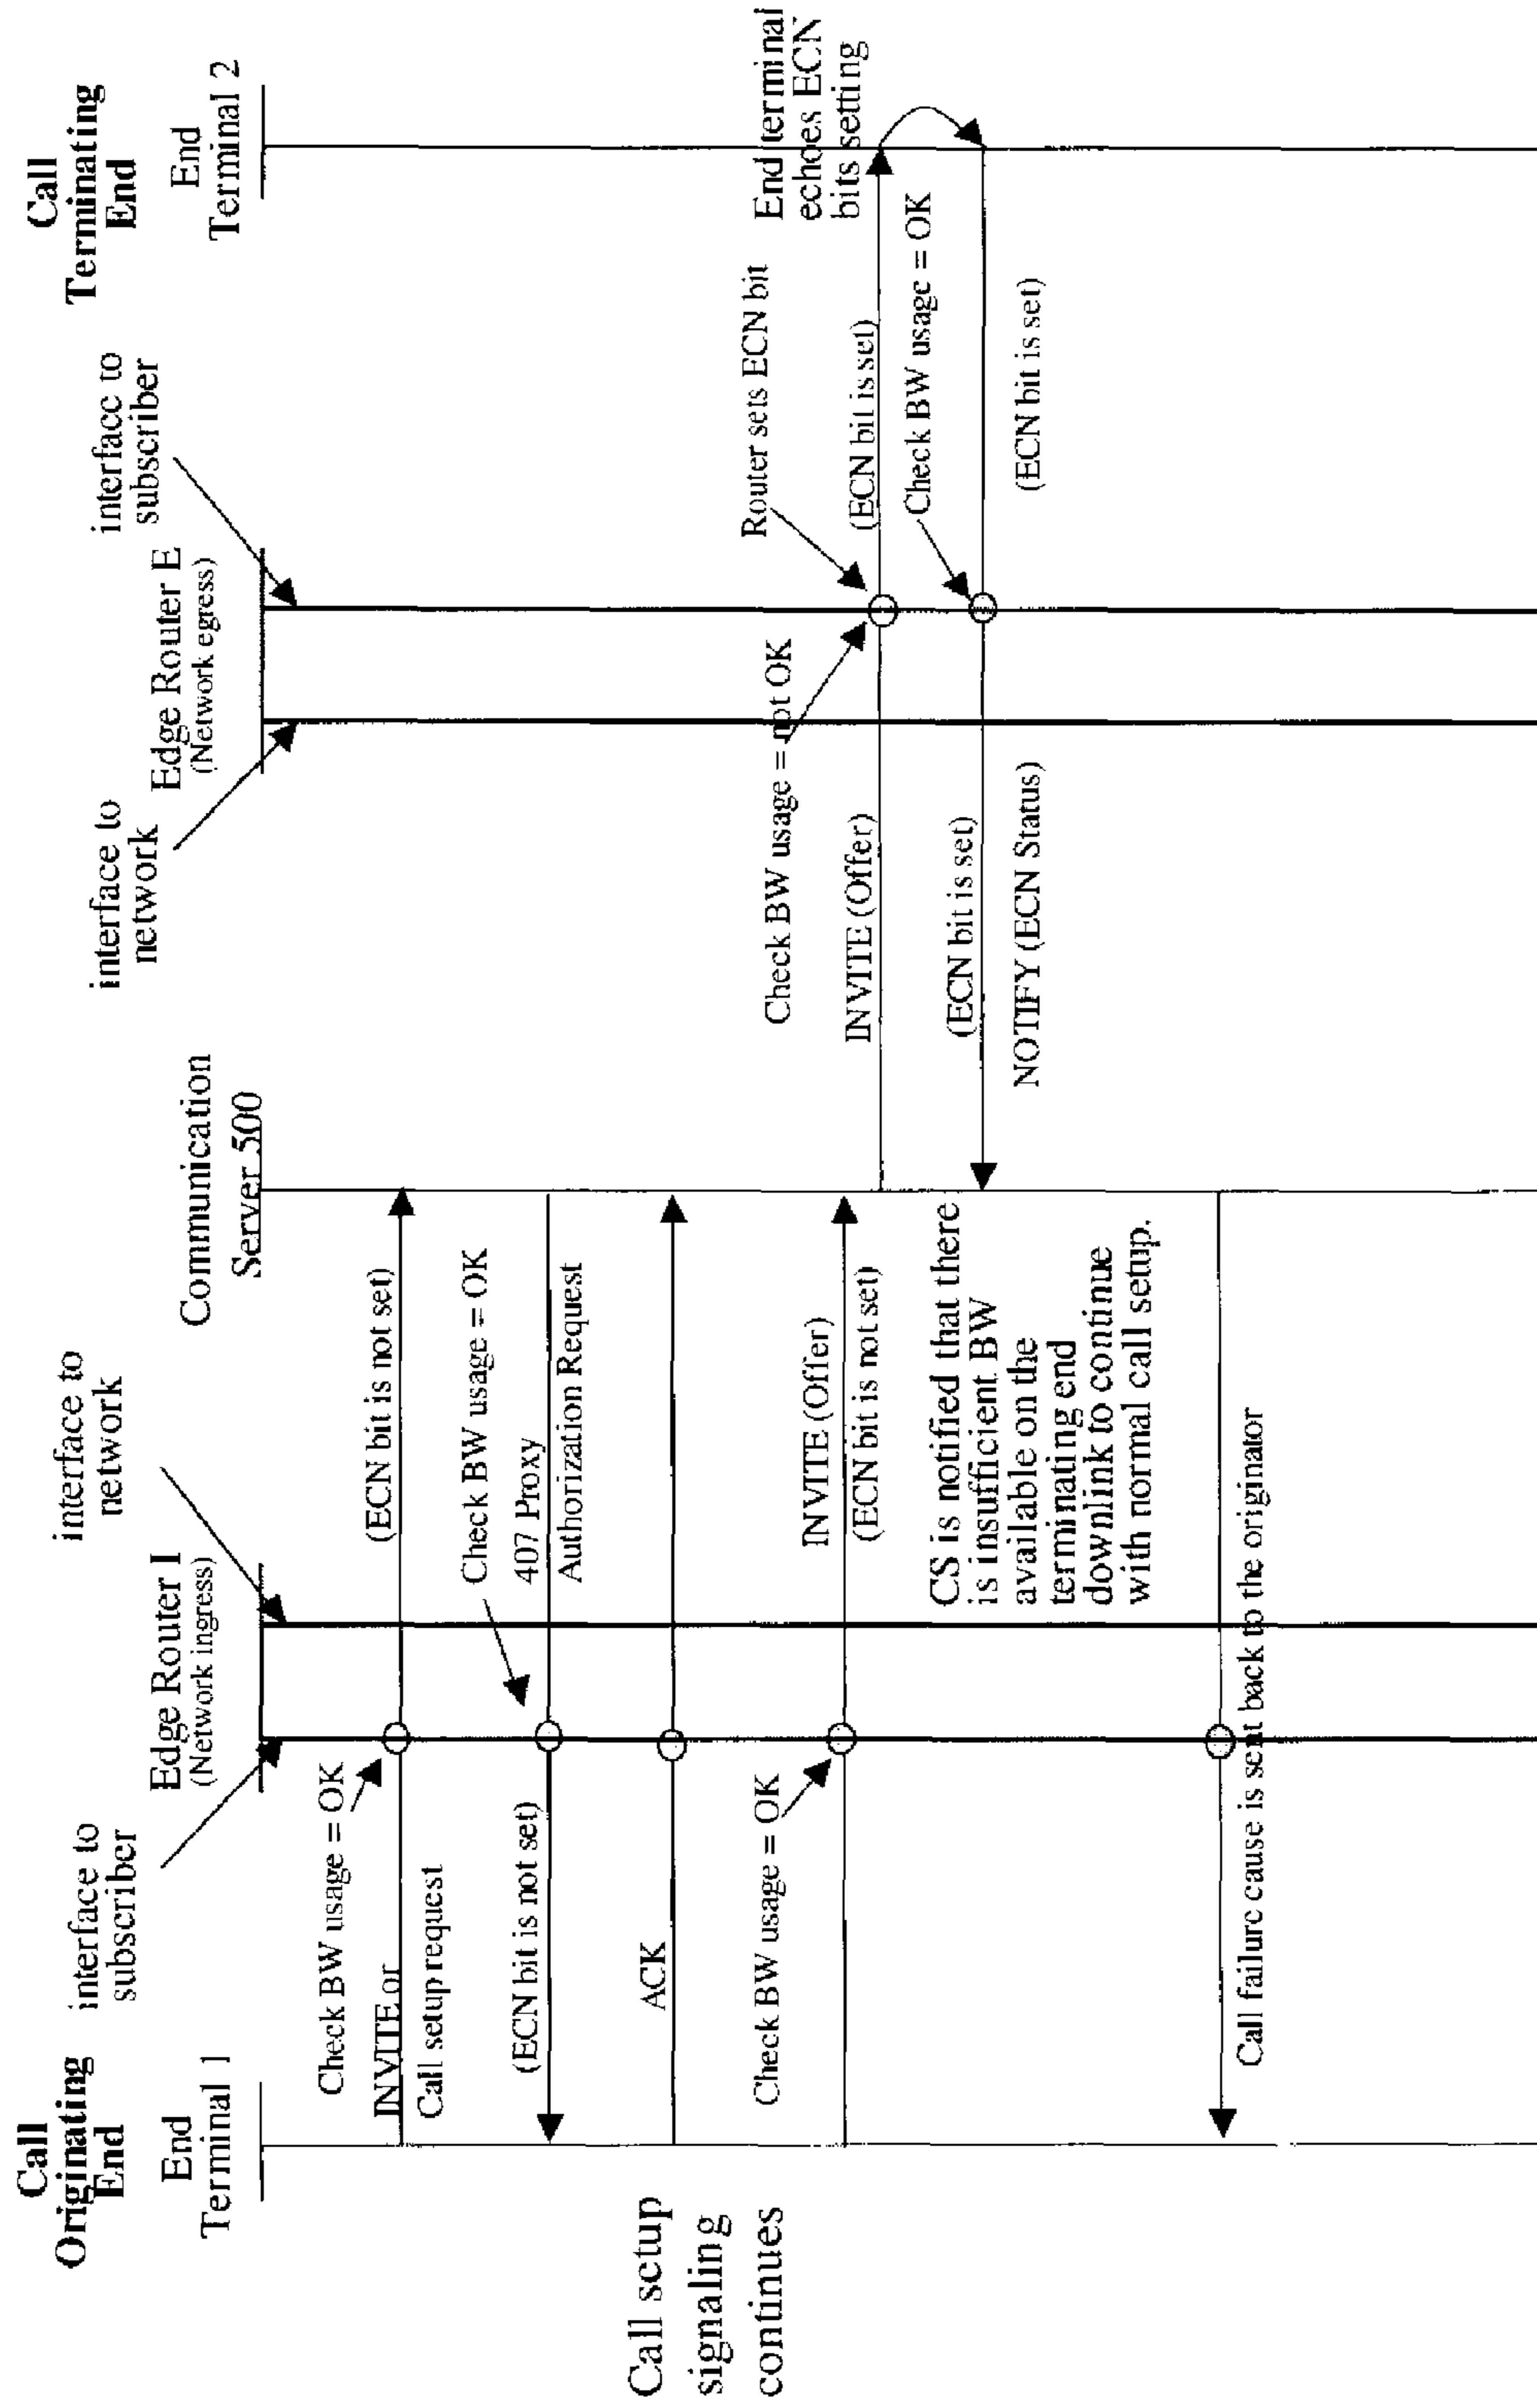 Call
Originating
End
End
Terminal 1
interface to
subscriber
Edge Router I
(Network ingress)
interface to
network
Communication
Server 500
interface to
network
Edge Router E
(Network egress)
interface to
subscriber
Call
Terminating
End
End
Terminal 2
Check BW usage = OK
INVITE or
Call setup request
(ECN bit is not set)
Check BW usage = OK
407 Proxy
Authorization Request
(ECN bit is not set)
Call setup
signaling
continues
ACK
Check BW usage = OK
INVITE (Offer)
(ECN bit is not set)
Check BW usage = not OK
INVITE (Offer)
Router sets ECN bit
(ECN bit is set)
End terminal
echoes ECN
bits setting
Check BW usage = OK
(ECN bit is set)
(ECN bit is set)
NOTIFY (ECN Status)
CS is notified that there
is insufficient BW
available on the
terminating end
downlink to continue
with normal call setup.
Call failure cause is sent back to the originator